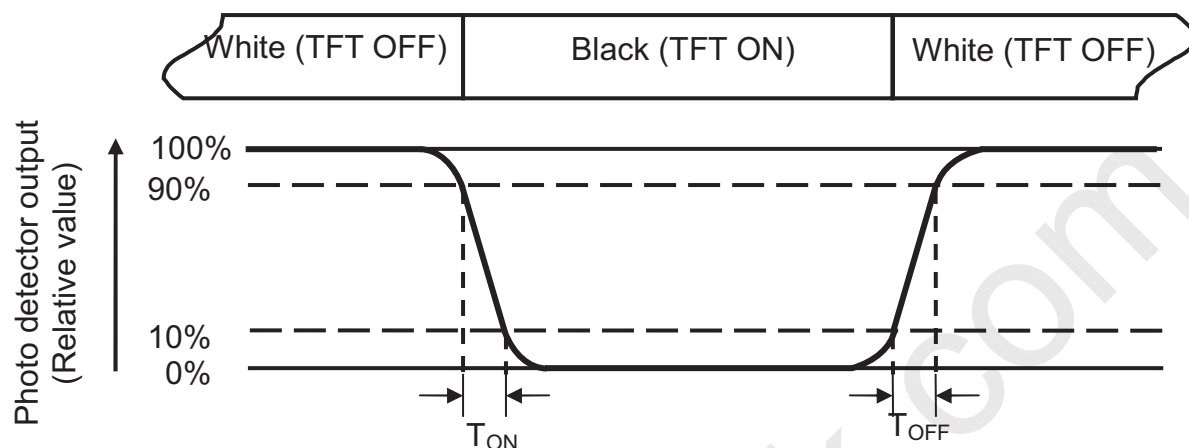 White (TFT OFF)
Black (TFT ON)
White (TFT OFF)
Photo detector output
(Relative value)
100%
90%
10%
0%
TON
TOFF
com